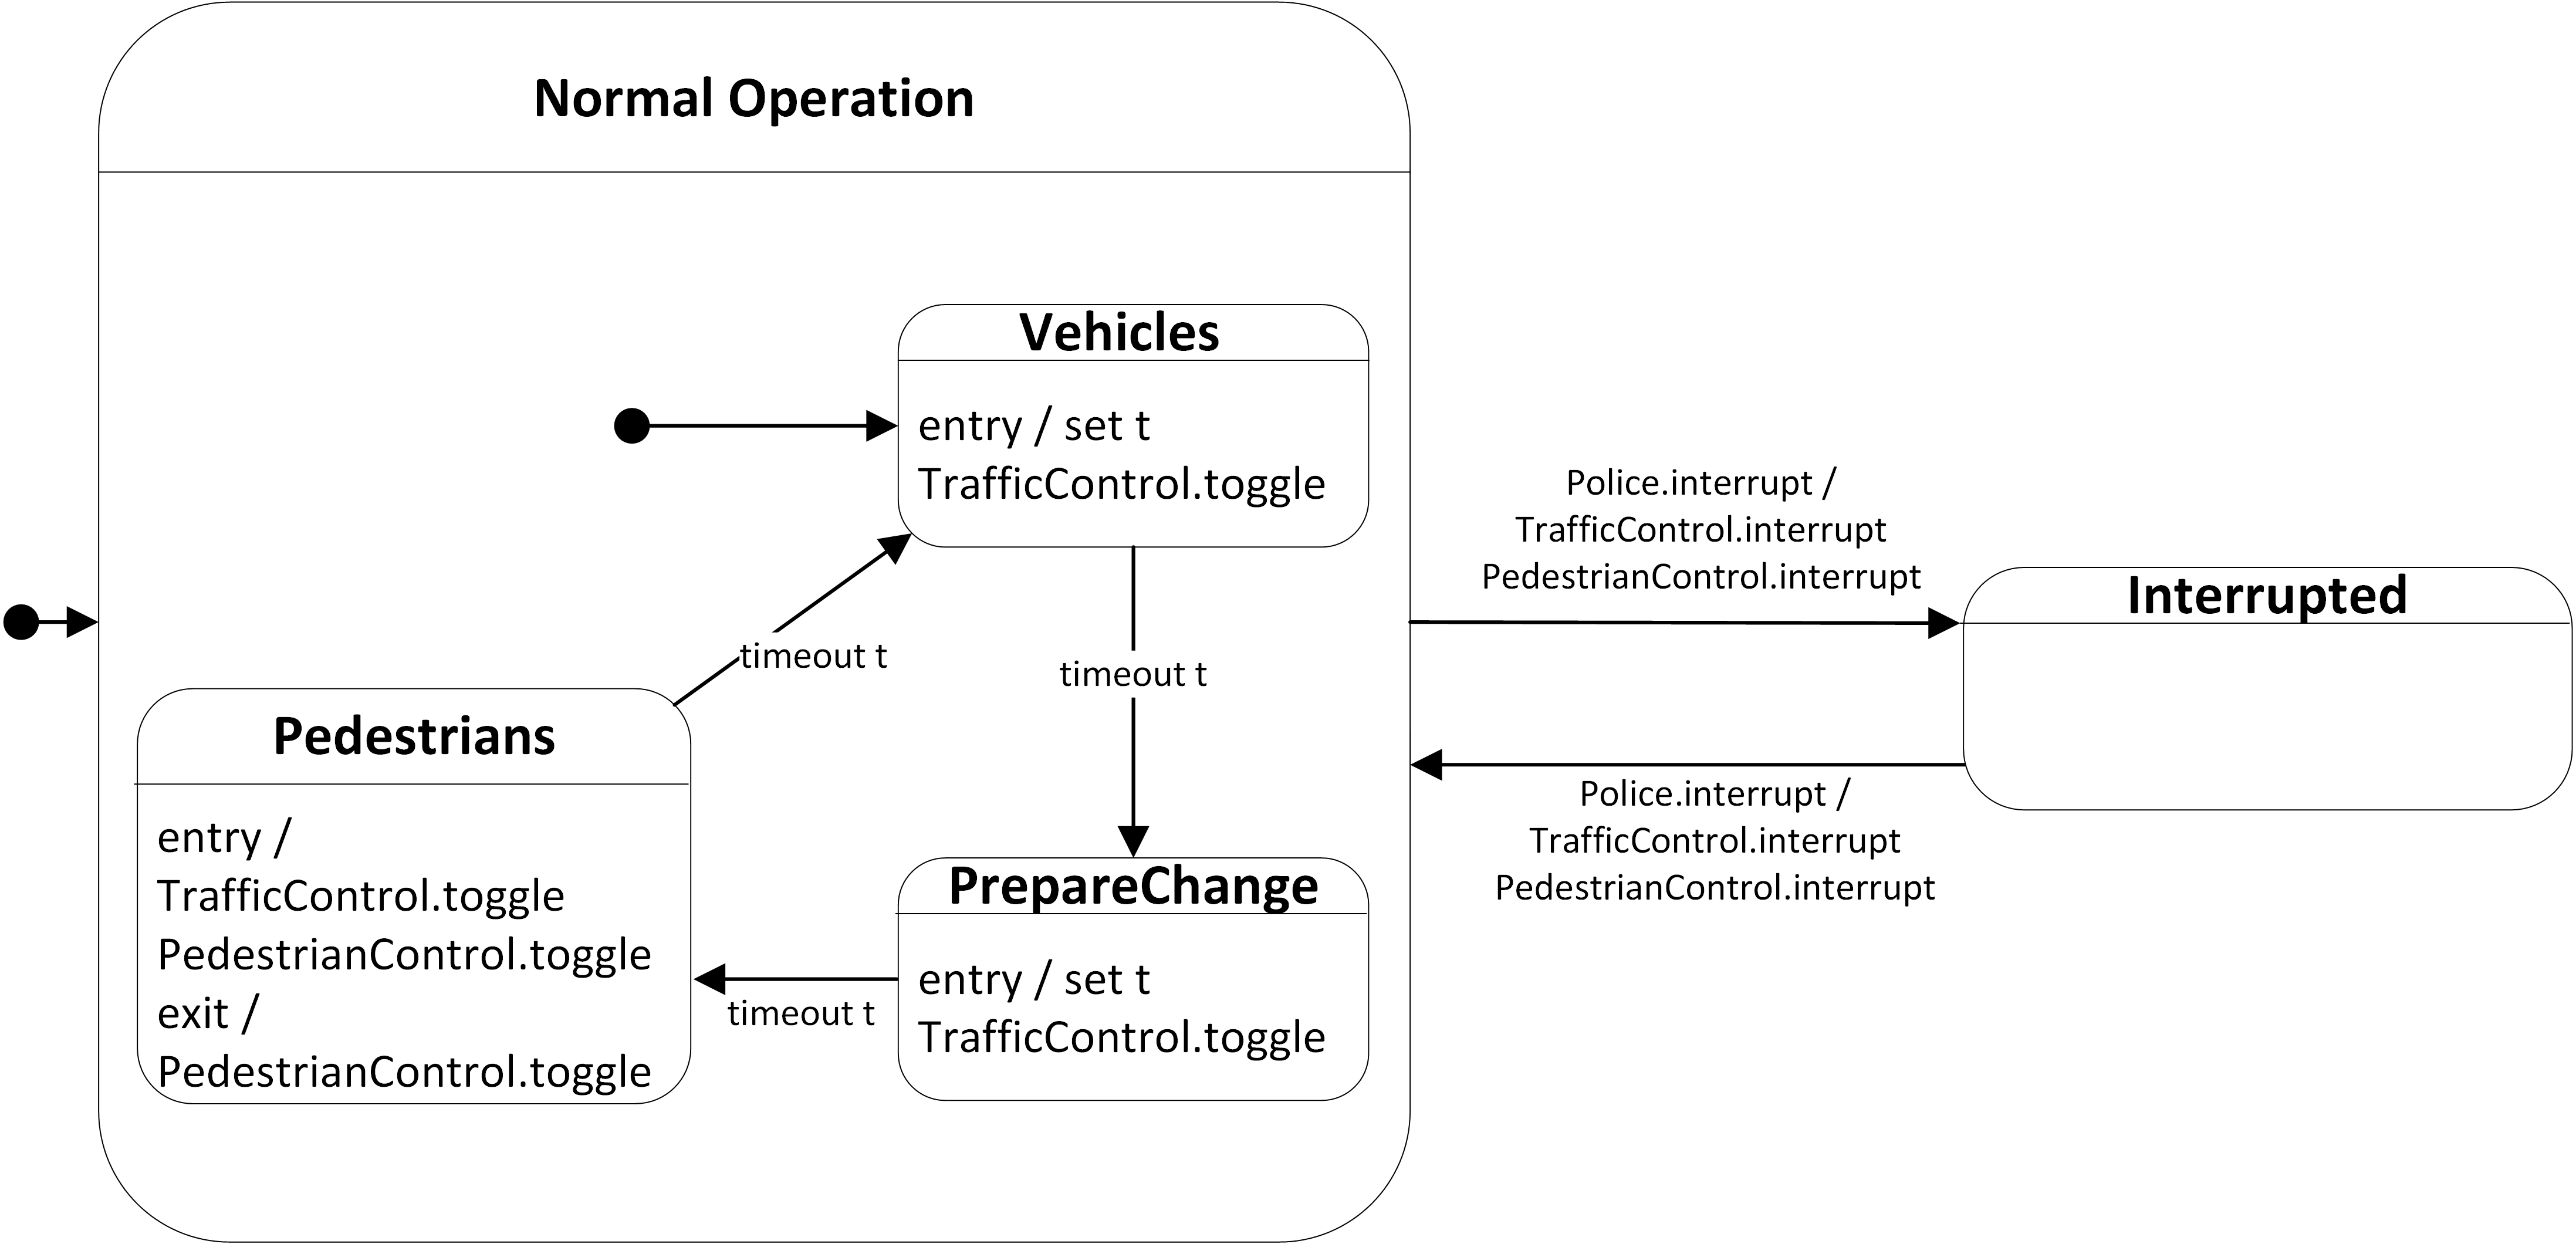 Normal Operation
Vehicles
entry / set t
TrafficControl.toggle
timeout t
timeout t
Pedestrians
entry /
TrafficControl.toggle
PedestrianControl.toggle
exit /
PedestrianControl.toggle
PrepareChange
entry / set t
TrafficControl.toggle
timeout t
Police.interrupt /
TrafficControl.interrupt
PedestrianControl.interrupt
Interrupted
Police.interrupt /
TrafficControl.interrupt
PedestrianControl.interrupt